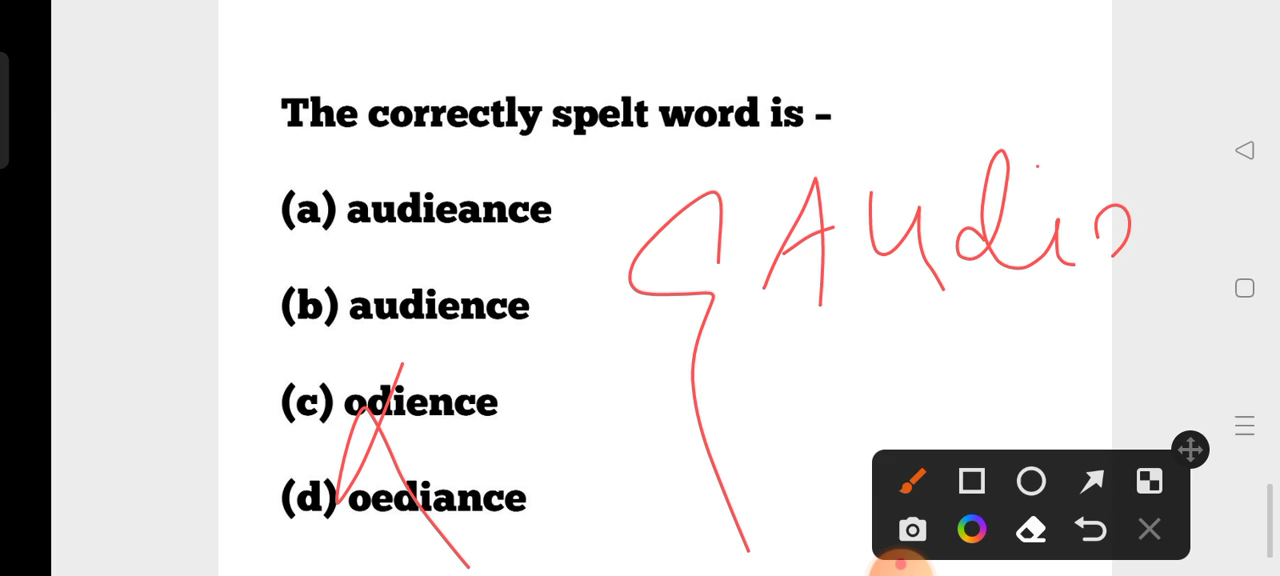 The correctly spelt word is -
(a) audieance
(b) audience
(c) odience
(d) oediance
Audio